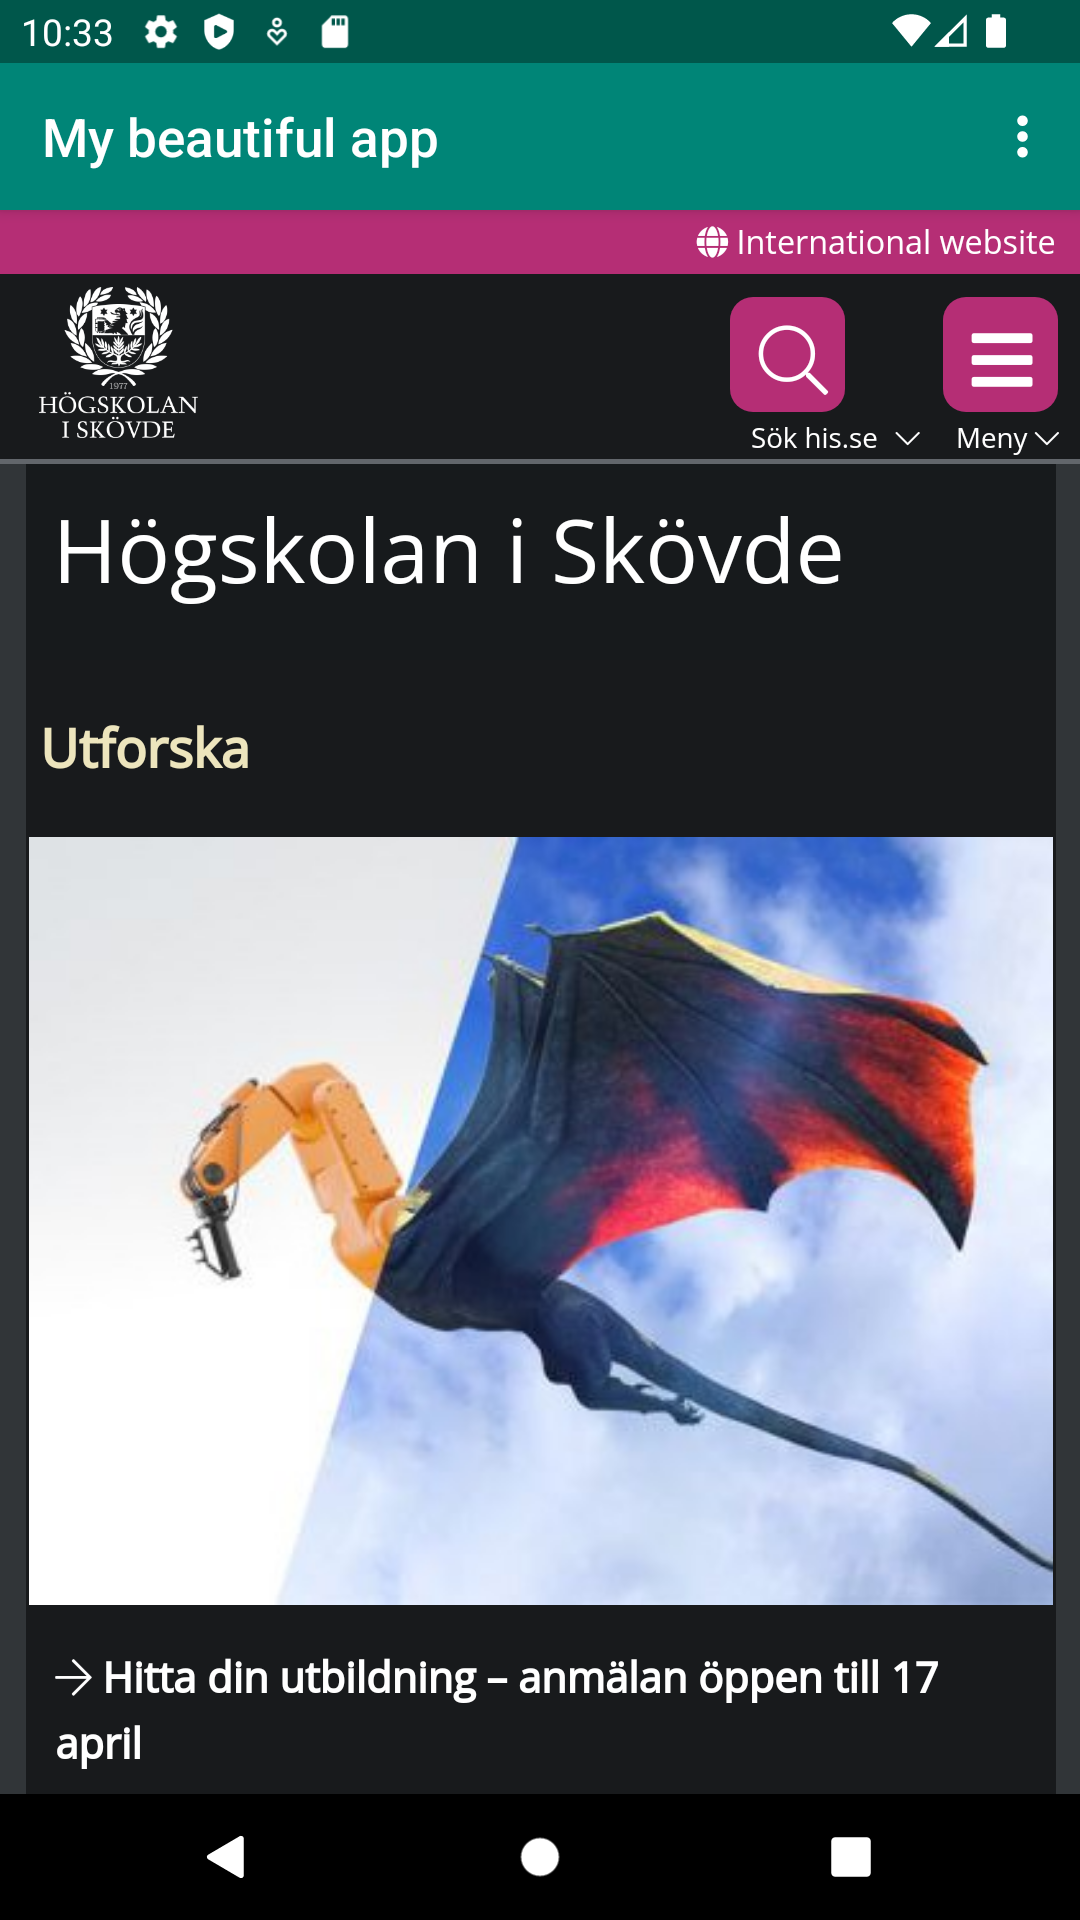 10:33
My beautiful app
International website
1977
HÖGSKOLAN
I SKÖVDE
Sök his.se
Meny
Högskolan i Skövde
Utforska
Hitta din utbildning – anmälan öppen till 17
april